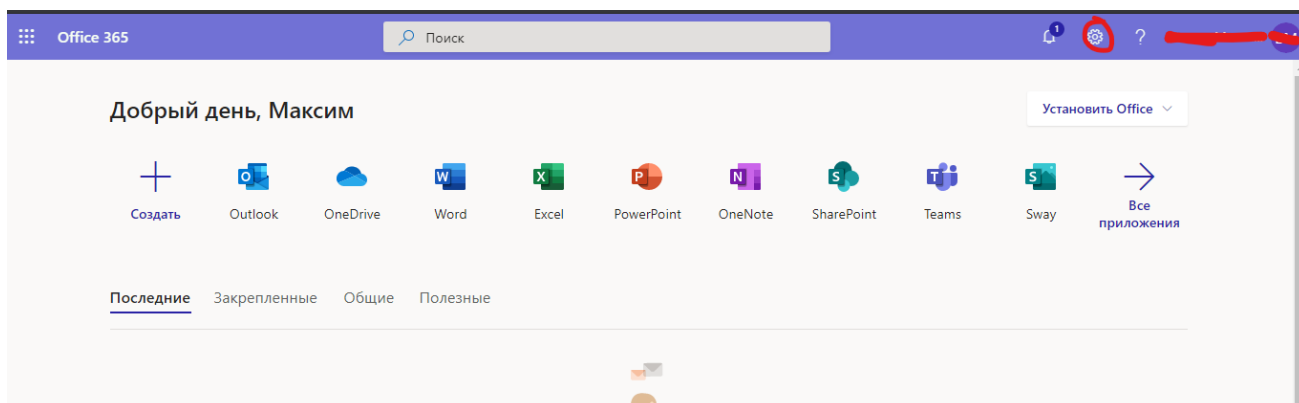 Office 365
Поиск
1
?
Добрый день, Максим
Установить Office
Создать
Outlook
OneDrive
Word
Excel
PowerPoint
OneNote
SharePoint
Teams
Sway
Все
приложения
Последние Закрепленные Общие Полезные